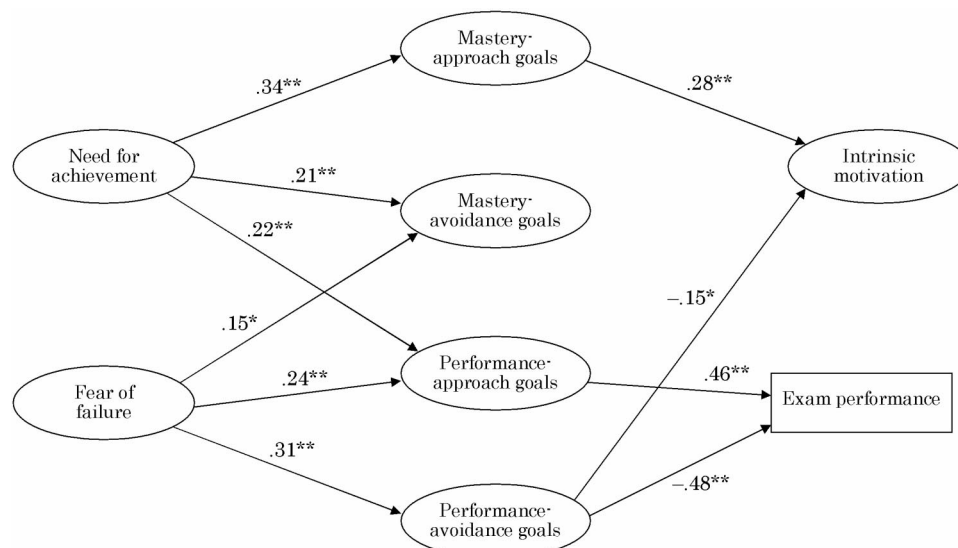 Mastery-
approach goals
.34**
.28**
Need for
achievement
Intrinsic
motivation
.21**
Mastery-
avoidance goals
.22**
–.15*
.15*
Performance-
approach goals
.24**
.46**
Fear of
failure
Exam performance
.31**
–.48**
Performance-
avoidance goals